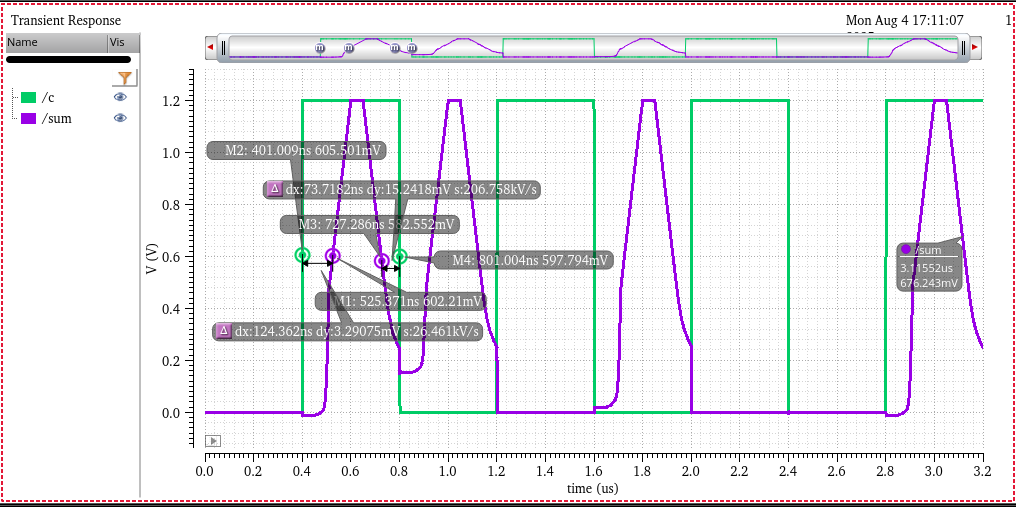 Transient Response
Mon Aug 4 17:11:07
1
Name
Vis
/c
/sum
V (V)
1.2
1.0
0.8
0.6
0.4
0.2
0.0
M2: 401.009ns 605.501mV
dx:73.7182ns dy:15.2418mV s:206.758kV/s
M3: 727.286ns 582.552mV
M4: 801.004ns 597.794mV
/sum
3.11552us
676.243mV
M1: 525.371ns 602.21mV
dx:124.362ns dy:3.29075mV s:26.461kV/s
0.0 0.2 0.4 0.6 0.8 1.0 1.2 1.4 1.6 1.8 2.0 2.2 2.4 2.6 2.8 3.0 3.2
time (us)